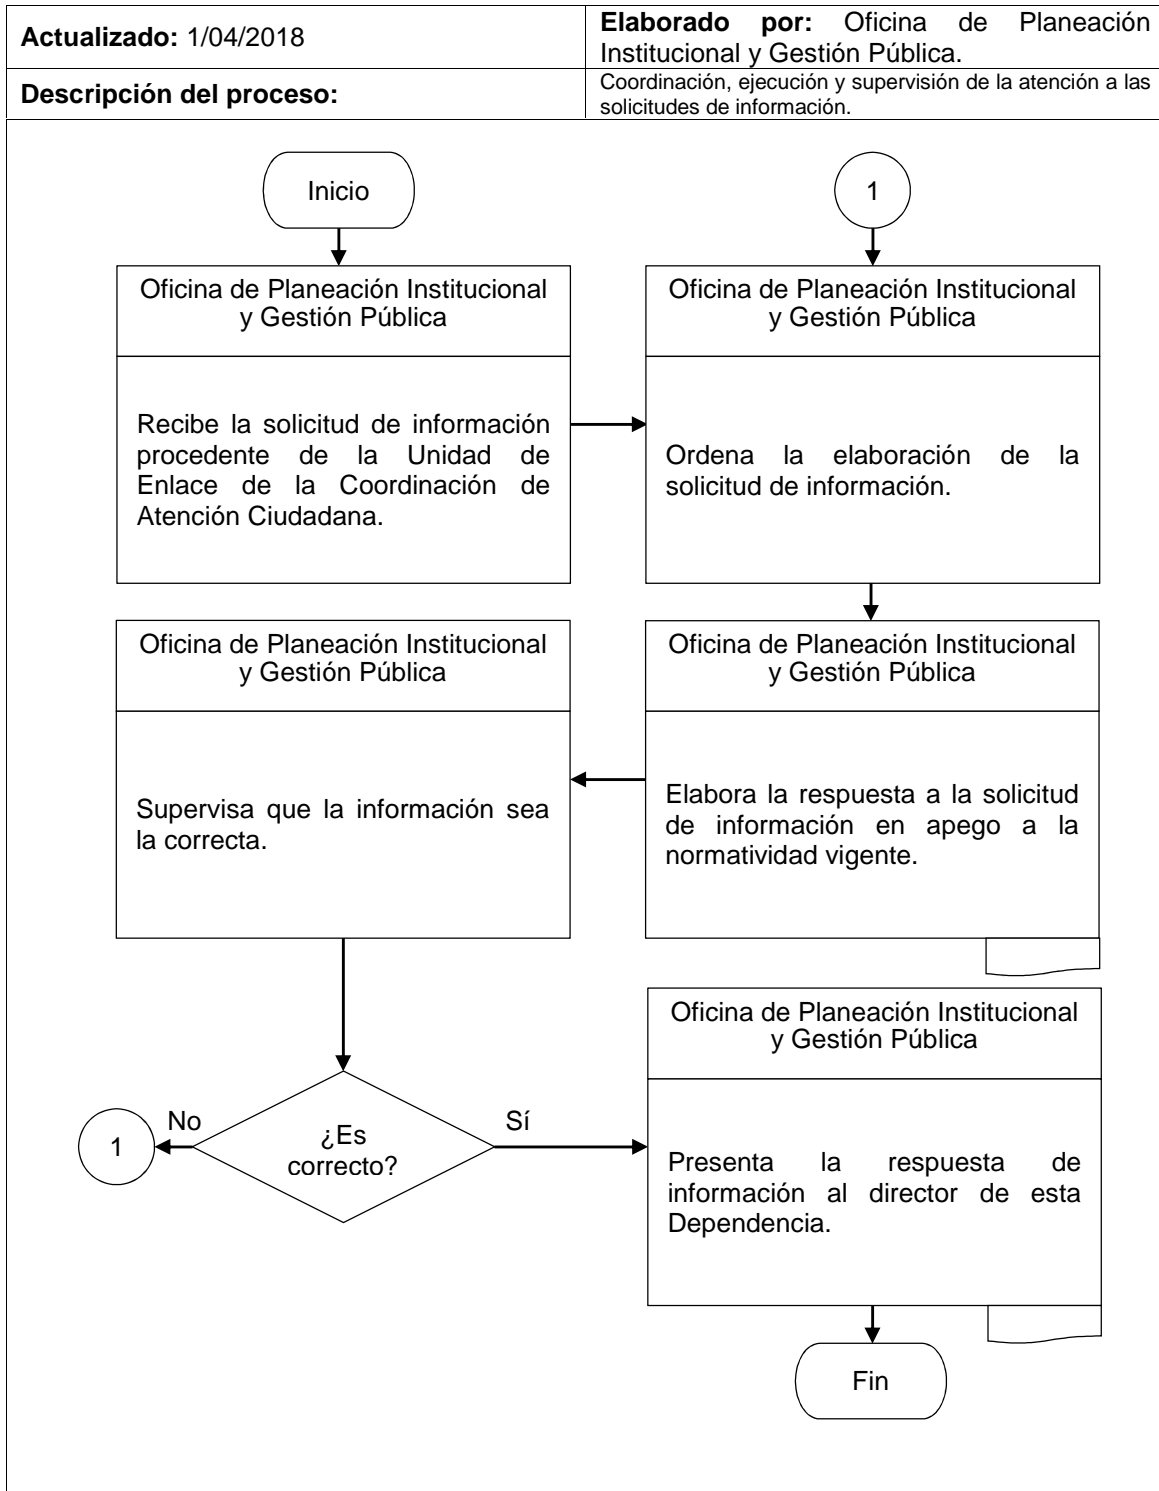 Actualizado: 1/04/2018
Elaborado por: Oficina de Planeación
Institucional y Gestión Pública.
Descripción del proceso:
Coordinación, ejecución y supervisión de la atención a las
solicitudes de información.
Inicio
1
Oficina de Planeación Institucional
y Gestión Pública
Recibe la solicitud de información
procedente de la Unidad de
Enlace de la Coordinación de
Atención Ciudadana.
Oficina de Planeación Institucional
y Gestión Pública
Ordena la elaboración de la
solicitud de información.
Oficina de Planeación Institucional
y Gestión Pública
Elabora la respuesta a la solicitud
de información en apego a la
normatividad vigente.
Oficina de Planeación Institucional
y Gestión Pública
Supervisa que la información sea
la correcta.
¿Es
correcto?
No
1
Sí
Oficina de Planeación Institucional
y Gestión Pública
Presenta la respuesta de
información al director de esta
Dependencia.
Fin